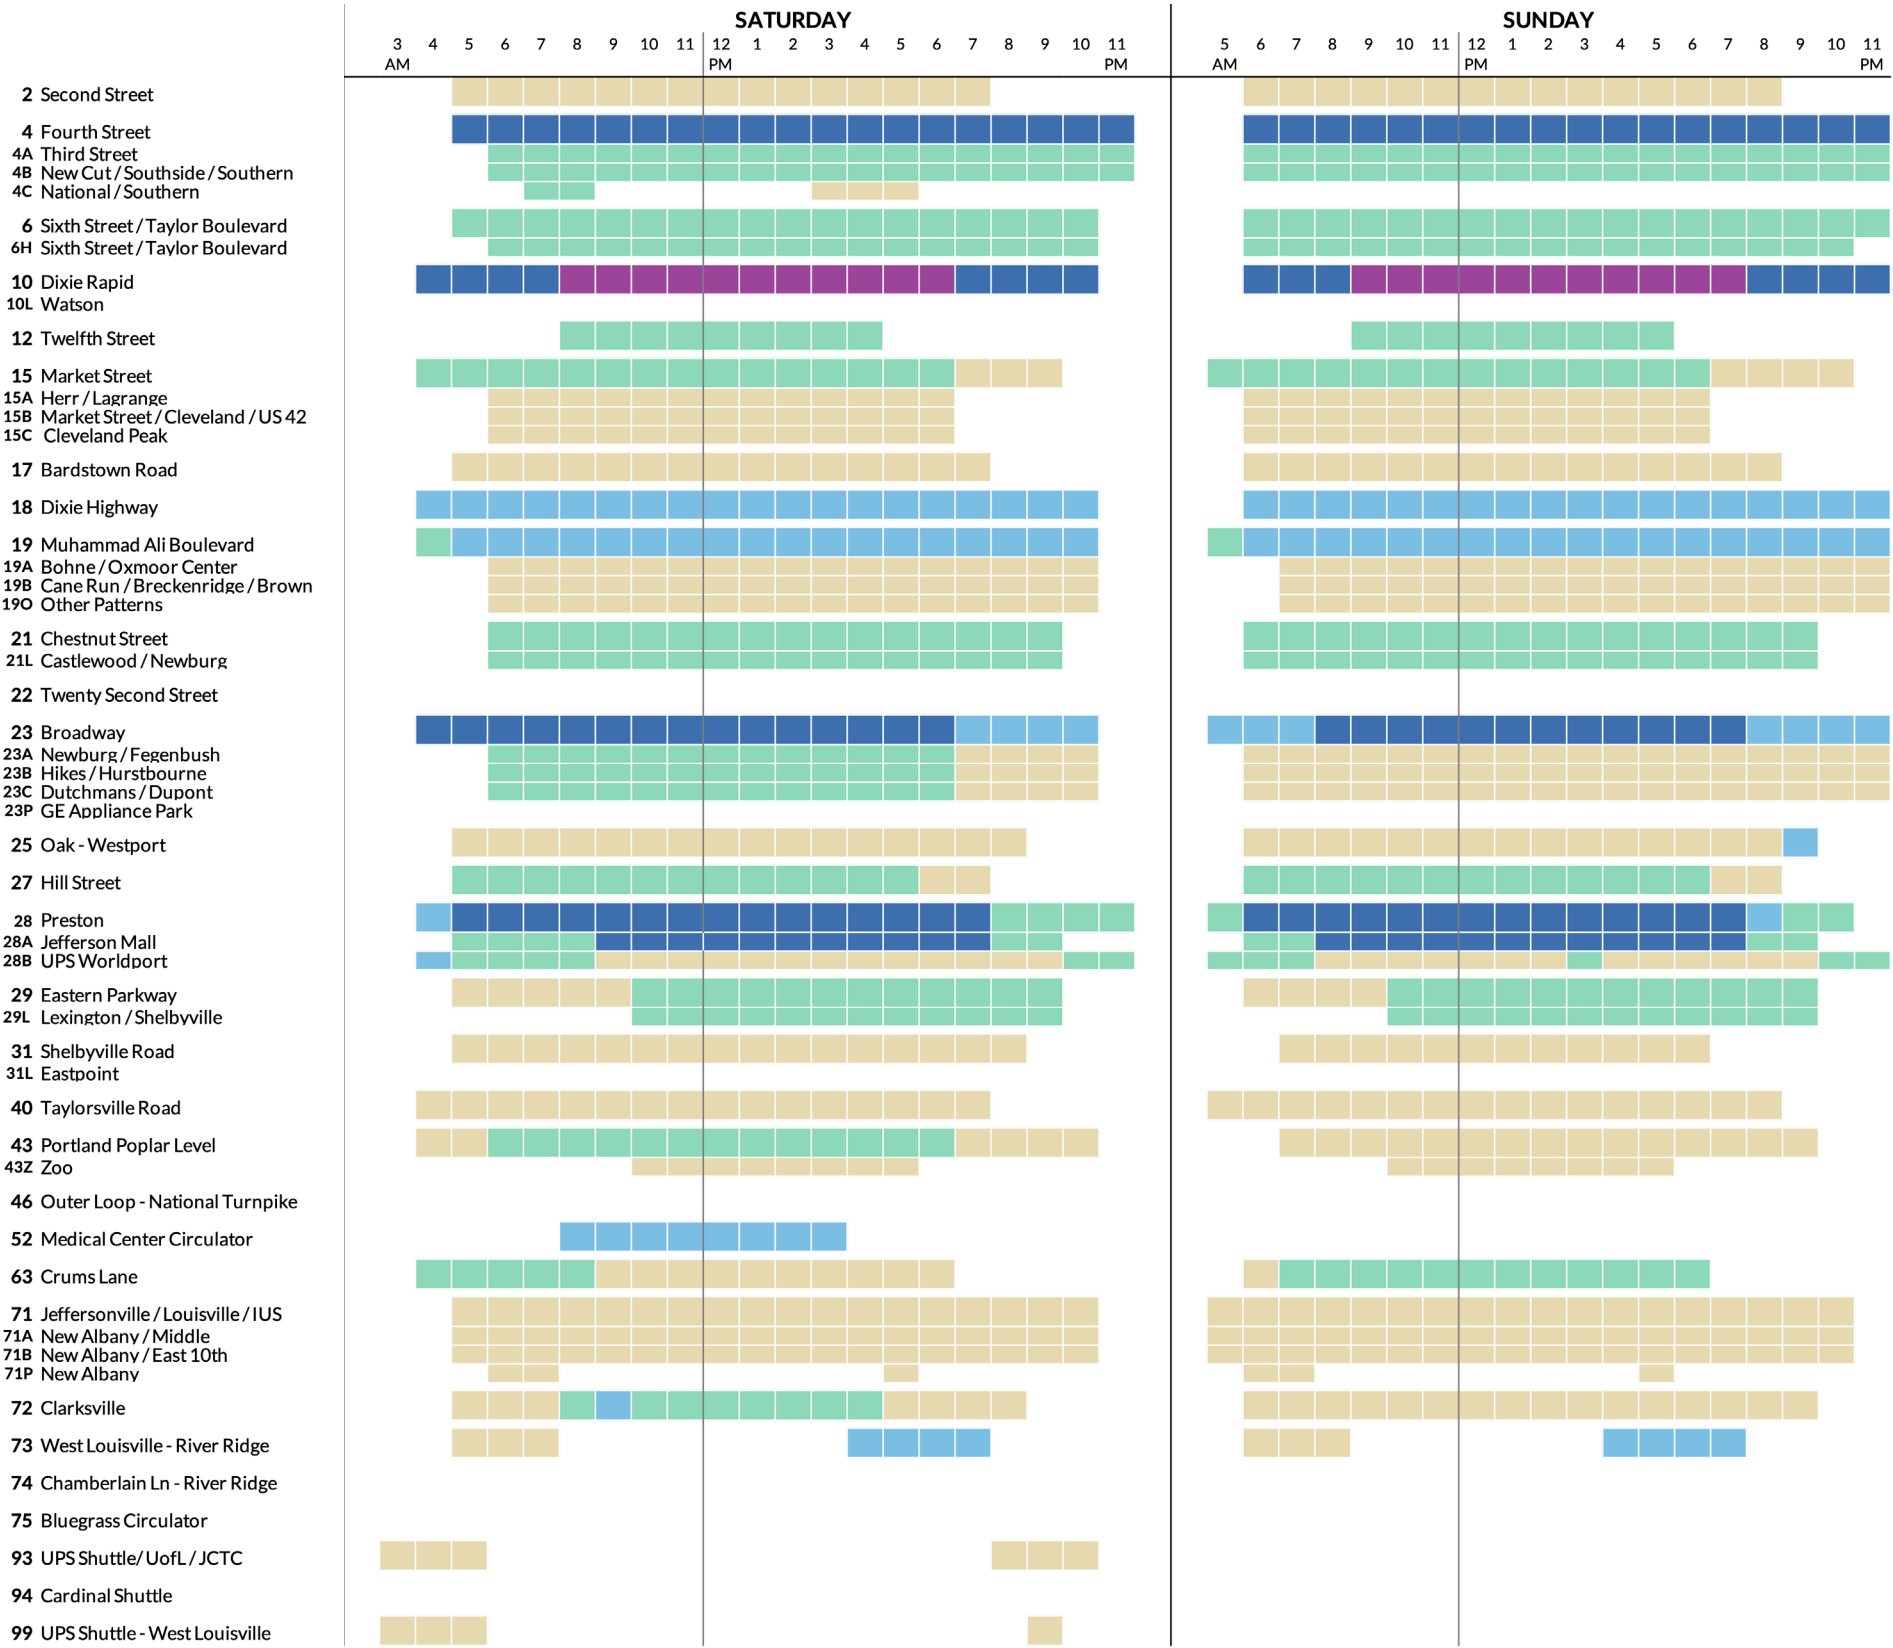 SATURDAY SUNDAY
3 4 5 6 7 8 9 10 11 12 1 2 3 4 5 6 7 8 9 10 11 5 6 7 8 9 10 11 12 1 2 3 4 5 6 7 8 9 10 11
AM PM PM AM PM PM
2 Second Street
4 Fourth Street
4A Third Street
4B New Cut / Southside / Southern
4C National / Southern
6 Sixth Street / Taylor Boulevard
6H Sixth Street / Taylor Boulevard
10 Dixie Rapid
10L Watson
12 Twelfth Street
15 Market Street
15A Herr / Lagrange
15B Market Street / Cleveland / US 42
15C Cleveland Peak
17 Bardstown Road
18 Dixie Highway
19 Muhammad Ali Boulevard
19A Bohne / Oxmoor Center
19B Cane Run / Breckenridge / Brown
19O Other Patterns
21 Chestnut Street
21L Castlewood / Newburg
22 Twenty Second Street
23 Broadway
23A Newburg / Fegenbush
23B Hikes / Hurstbourne
23C Dutchmans / Dupont
23P GE Appliance Park
25 Oak - Westport
27 Hill Street
28 Preston
28A Jefferson Mall
28B UPS Worldport
29 Eastern Parkway
29L Lexington / Shelbyville
31 Shelbyville Road
31L Eastpoint
40 Taylorsville Road
43 Portland Poplar Level
43Z Zoo
46 Outer Loop - National Turnpike
52 Medical Center Circulator
63 Crums Lane
71 Jeffersonville / Louisville / IUS
71A New Albany / Middle
71B New Albany / East 10th
71P New Albany
72 Clarksville
73 West Louisville - River Ridge
74 Chamberlain Ln - River Ridge
75 Bluegrass Circulator
93 UPS Shuttle/ UofL / JCTC
94 Cardinal Shuttle
99 UPS Shuttle - West Louisville